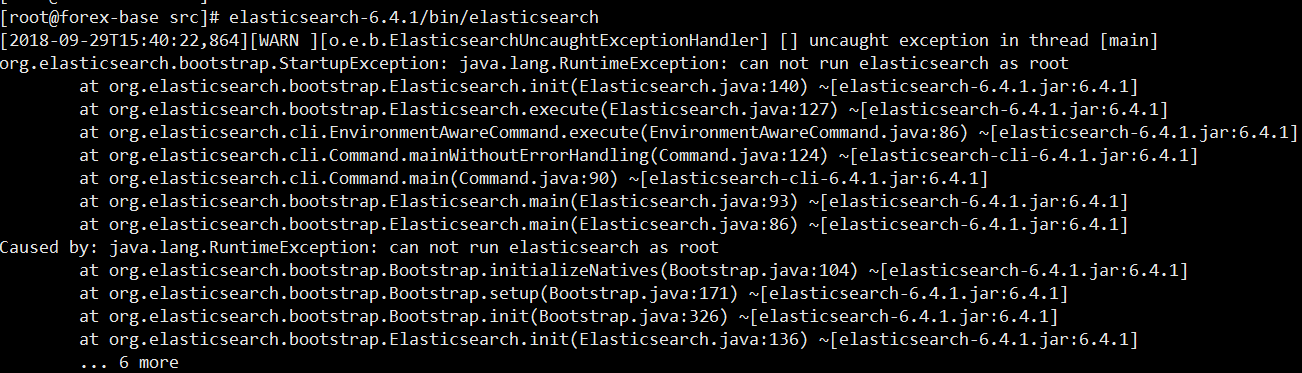 [root@forex-base src]# elasticsearch-6.4.1/bin/elasticsearch
[2018-09-29T15:40:22,864][WARN ][o.e.b.ElasticsearchUncaughtExceptionHandler] [] uncaught exception in thread [main]
org.elasticsearch.bootstrap.StartupException: java.lang.RuntimeException: can not run elasticsearch as root
at org.elasticsearch.bootstrap.Elasticsearch.init(Elasticsearch.java:140) ~[elasticsearch-6.4.1.jar:6.4.1]
at org.elasticsearch.bootstrap.Elasticsearch.execute(Elasticsearch.java:127) ~[elasticsearch-6.4.1.jar:6.4.1]
at org.elasticsearch.cli.EnvironmentAwareCommand.execute(EnvironmentAwareCommand.java:86) ~[elasticsearch-6.4.1.jar:6.4.1]
at org.elasticsearch.cli.Command.mainWithoutErrorHandling(Command.java:124) ~[elasticsearch-cli-6.4.1.jar:6.4.1]
at org.elasticsearch.cli.Command.main(Command.java:90) ~[elasticsearch-cli-6.4.1.jar:6.4.1]
at org.elasticsearch.bootstrap.Elasticsearch.main(Elasticsearch.java:93) ~[elasticsearch-6.4.1.jar:6.4.1]
at org.elasticsearch.bootstrap.Elasticsearch.main(Elasticsearch.java:86) ~[elasticsearch-6.4.1.jar:6.4.1]
Caused by: java.lang.RuntimeException: can not run elasticsearch as root
at org.elasticsearch.bootstrap.Bootstrap.initializeNatives(Bootstrap.java:104) ~[elasticsearch-6.4.1.jar:6.4.1]
at org.elasticsearch.bootstrap.Bootstrap.setup(Bootstrap.java:171) ~[elasticsearch-6.4.1.jar:6.4.1]
at org.elasticsearch.bootstrap.Bootstrap.init(Bootstrap.java:326) ~[elasticsearch-6.4.1.jar:6.4.1]
at org.elasticsearch.bootstrap.Elasticsearch.init(Elasticsearch.java:136) ~[elasticsearch-6.4.1.jar:6.4.1]
... 6 more